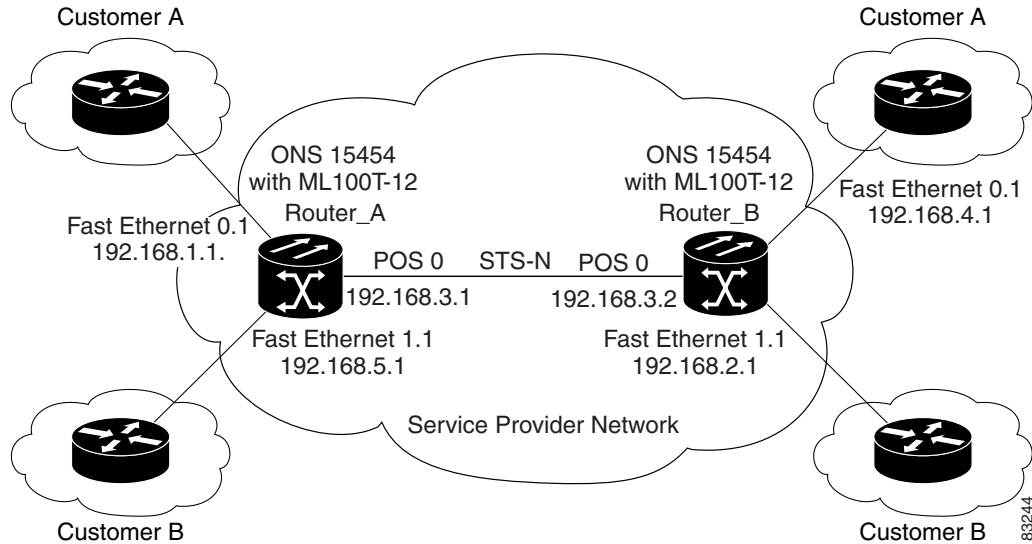 Customer A
Customer A
ONS 15454
with ML100T-12
Router_A
ONS 15454
with ML100T-12
Router_B
Fast Ethernet 0.1
192.168.1.1.
Fast Ethernet 0.1
192.168.4.1
POS 0
STS-N
POS 0
192.168.3.1
192.168.3.2
Fast Ethernet 1.1
192.168.5.1
Fast Ethernet 1.1
192.168.2.1
Service Provider Network
Customer B
Customer B
83244